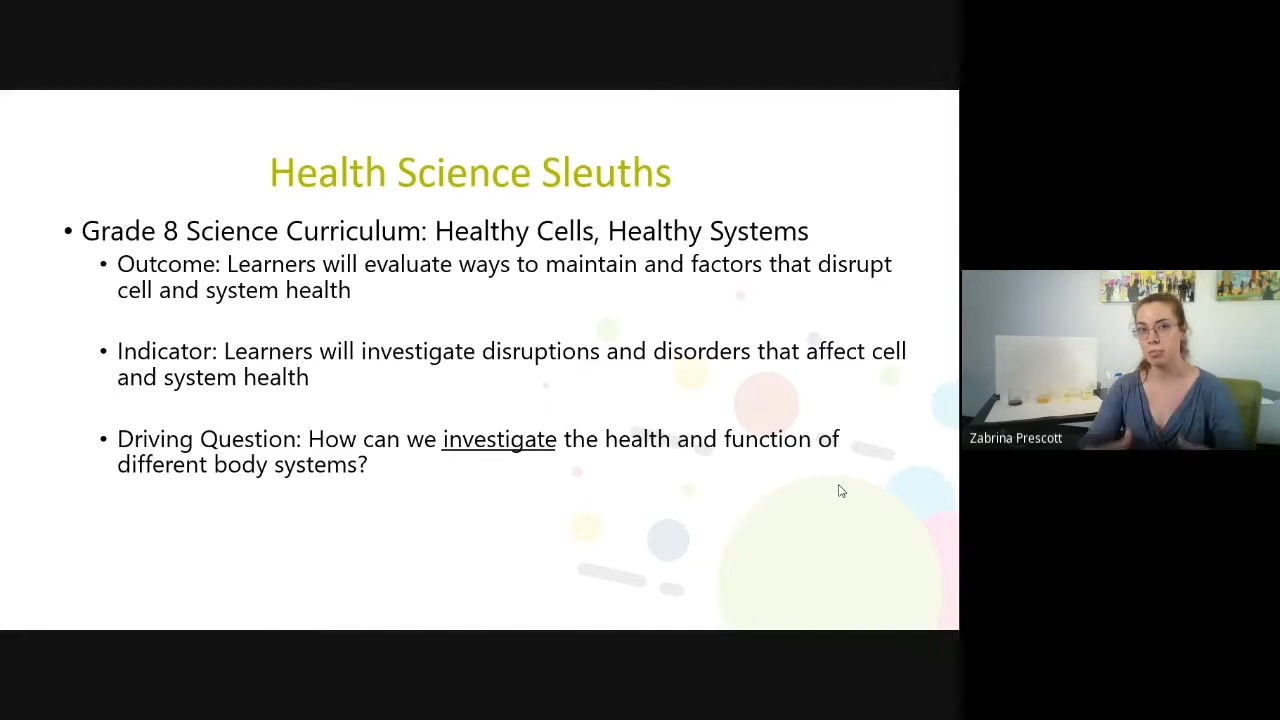 Health Science Sleuths
• Grade 8 Science Curriculum: Healthy Cells, Healthy Systems
• Outcome: Learners will evaluate ways to maintain and factors that disrupt
cell and system health
• Indicator: Learners will investigate disruptions and disorders that affect cell
and system health
• Driving Question: How can we investigate the health and function of
different body systems?
Zabrina Prescott